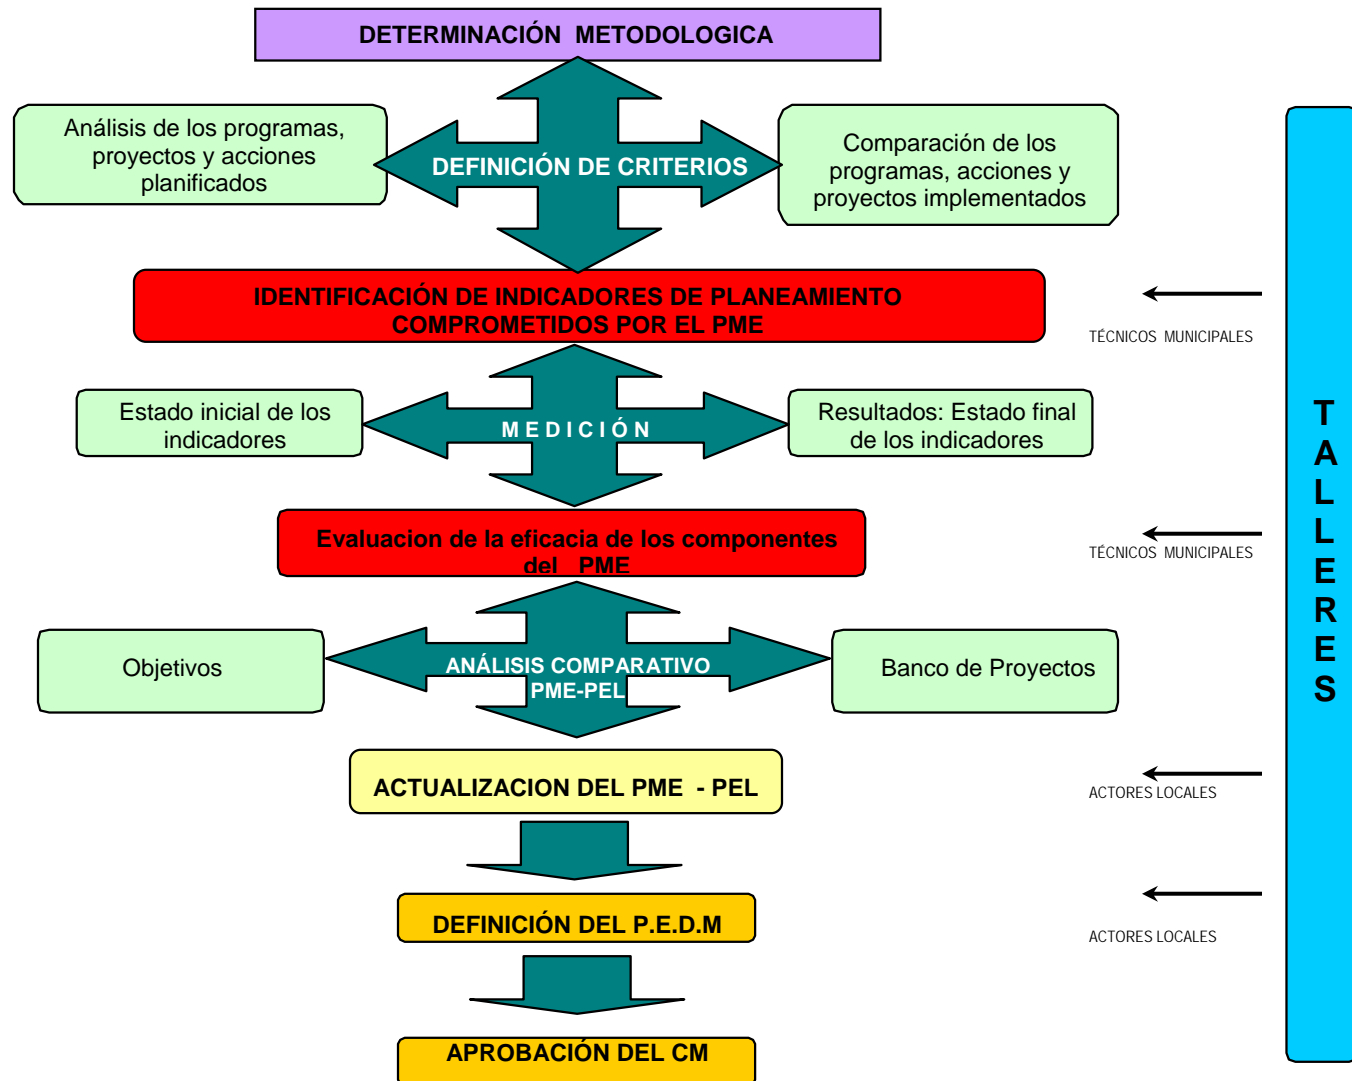 DETERMINACIÓN METODOLOGICA
Análisis de los programas,
proyectos y acciones
planificados
DEFINICIÓN DE CRITERIOS
Comparación de los
programas, acciones y
proyectos implementados
IDENTIFICACIÓN DE INDICADORES DE PLANEAMIENTO
COMPROMETIDOS POR EL PME
TÉCNICOS MUNICIPALES
Estado inicial de los
indicadores
M E D I C I Ó N
Resultados: Estado final
de los indicadores
Evaluacion de la eficacia de los componentes
del PME
TÉCNICOS MUNICIPALES
Objetivos
ANÁLISIS COMPARATIVO
PME-PEL
Banco de Proyectos
ACTUALIZACION DEL PME - PEL
ACTORES LOCALES
DEFINICIÓN DEL P.E.D.M
ACTORES LOCALES
APROBACIÓN DEL CM
T
A
L
L
E
R
E
S